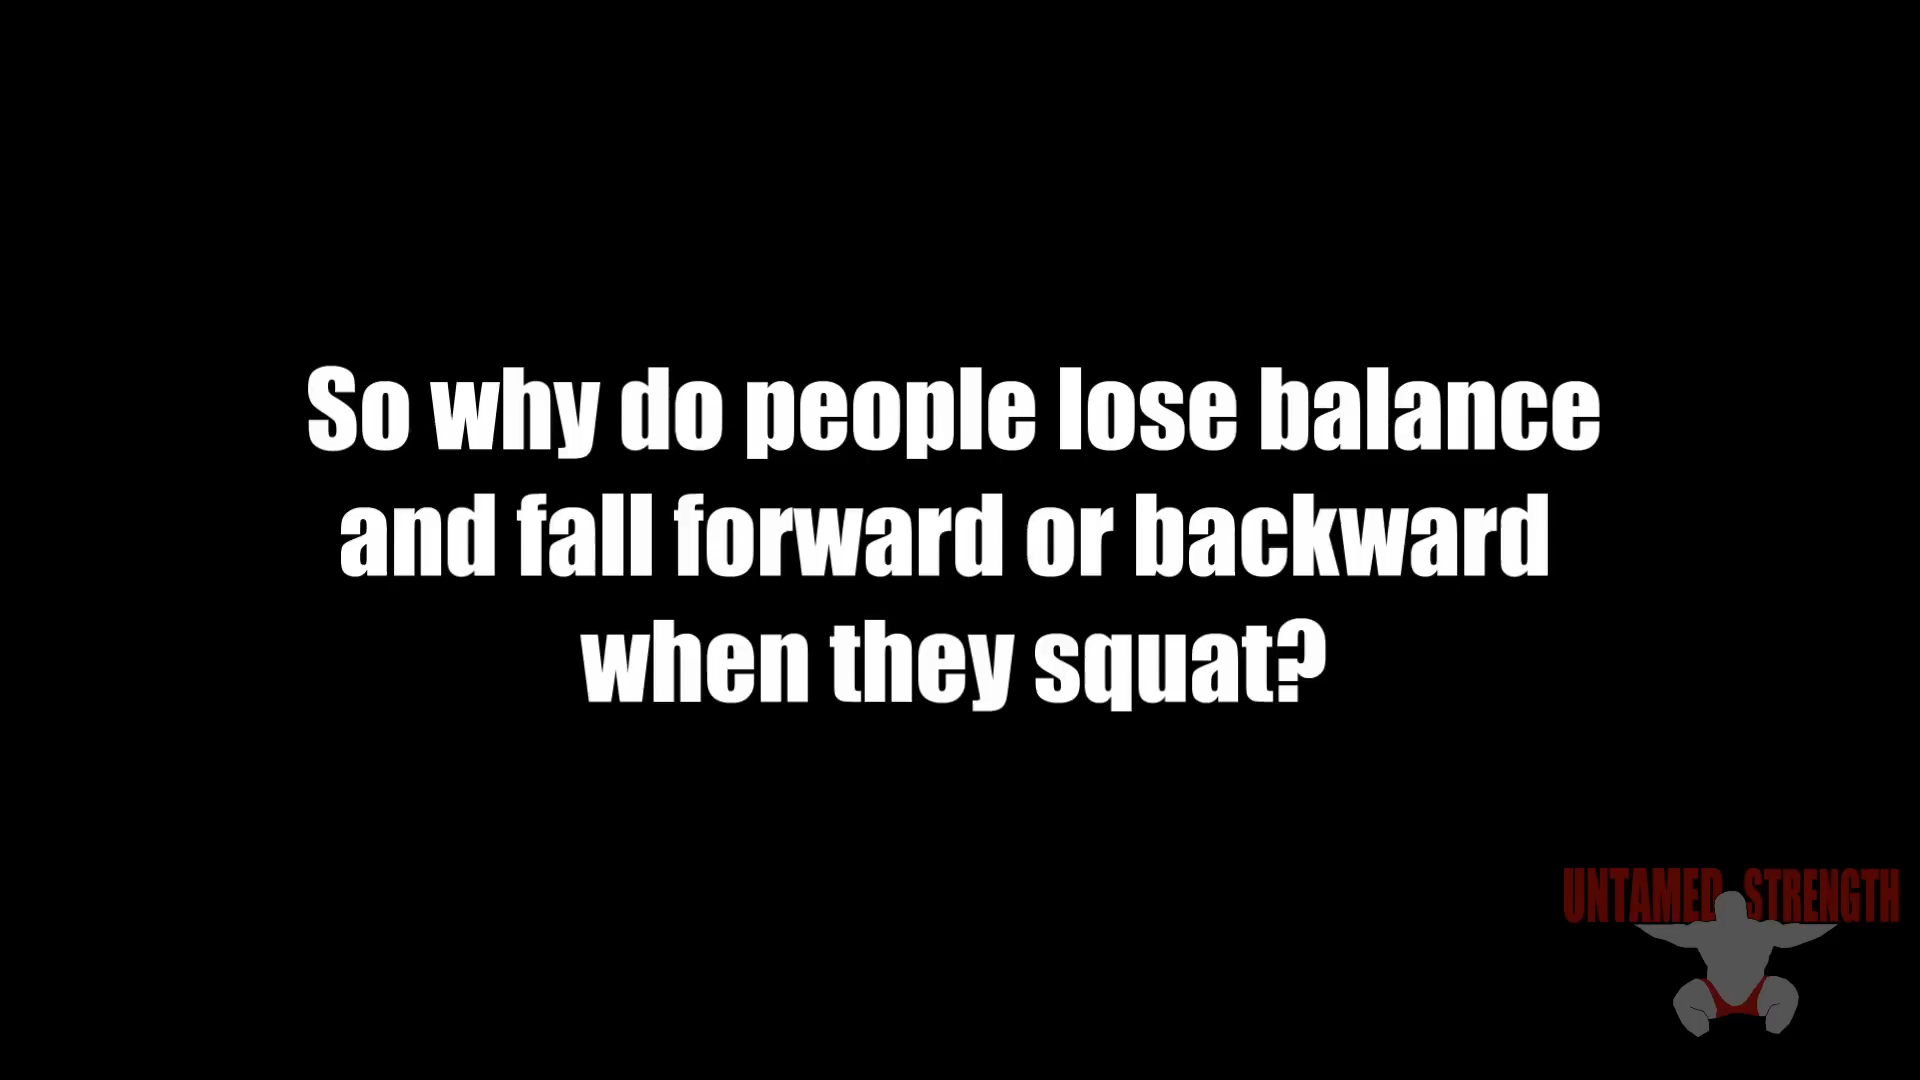 So why do people lose balance
and fall forward or backward
when they squat?
UNTAMED STRENGTH